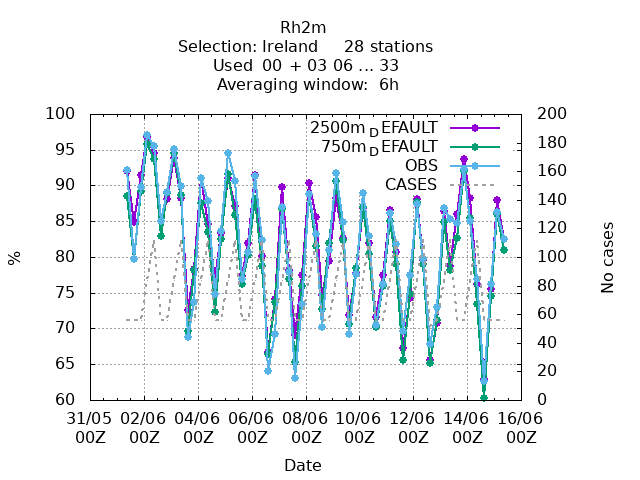 Rh2m
Selection: Ireland 28 stations
Used 00 + 03 06 ... 33
Averaging window: 6h
2500m_DEFAULT
750m_DEFAULT
OBS
CASES
100
95
90
85
80
75
70
65
60
%
200
180
160
140
120
100
80
60
40
20
0
No cases
31/05 02/06 04/06 06/06 08/06 10/06 12/06 14/06 16/06
00Z 00Z 00Z 00Z 00Z 00Z 00Z 00Z 00Z
Date